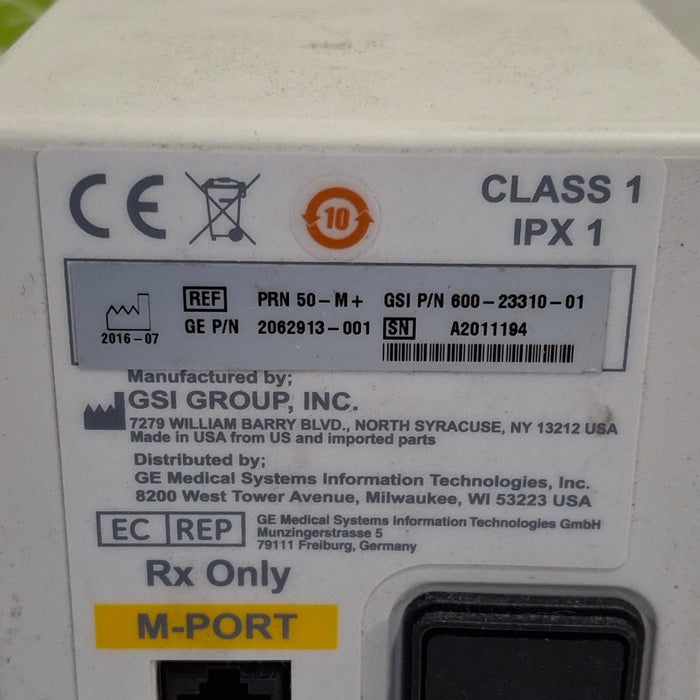 CE
10
CLASS 1
IPX 1
REF PRN 50-M+ GSI P/N 600-23310-01
2016-07 GE P/N 2062913-001 SN A2011194
Manufactured by;
GSI GROUP, INC.
7279 WILLIAM BARRY BLVD., NORTH SYRACUSE, NY 13212 USA
Made in USA from US and imported parts
Distributed by;
GE Medical Systems Information Technologies, Inc.
8200 West Tower Avenue, Milwaukee, WI 53223 USA
EC REP
GE Medical Systems Information Technologies GmbH
Munzingerstrasse 5
79111 Freiburg, Germany
Rx Only
M-PORT